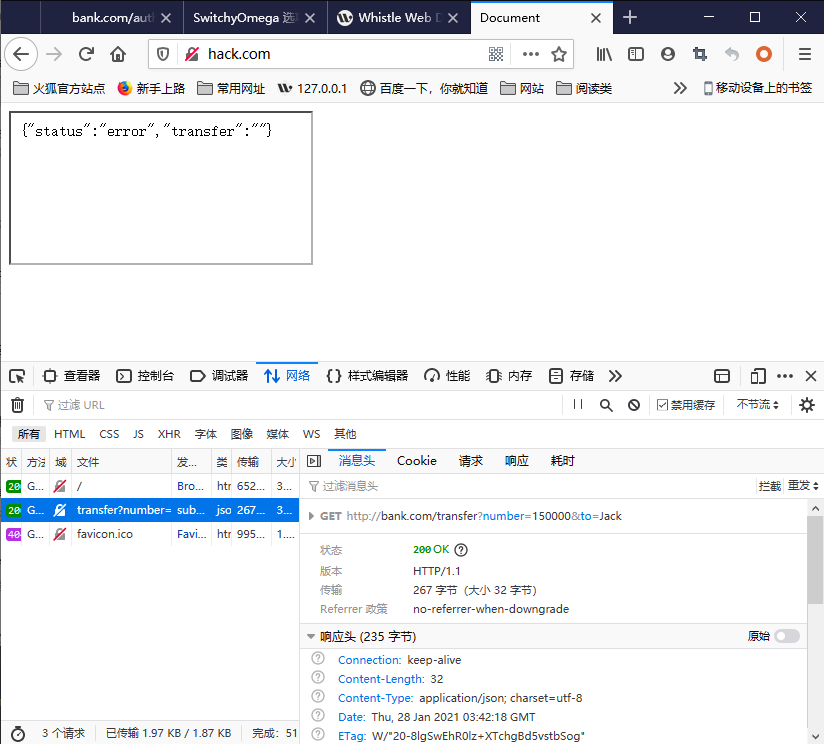 bank.com/aut
SwitchyOmega 选项
Whistle Web D
Document
hack.com
火狐官方站点 新手上路 常用网址 127.0.0.1 百度一下，你就知道 网站 阅读类 移动设备上的书签
{"status":"error","transfer":""}
查看器 控制台 调试器 网络 样式编辑器 性能 内存 存储
过滤 URL 禁用缓存 不节流
所有 HTML CSS JS XHR 字体 图像 媒体 WS 其他
状 方法 域 文件 发... 类 传输 大小
20 G... / Bro... htr 652... 3...
20 G... transfer?number= sub... jso 267... 3...
40 G... favicon.ico Favi... htr 995... 1....
消息头 Cookie 请求 响应 耗时
过滤消息头 拦截 重发
GET http://bank.com/transfer?number=150000&to=Jack
状态 200 OK
版本 HTTP/1.1
传输 267 字节 (大小 32 字节)
Referrer 政策 no-referrer-when-downgrade
响应头 (235 字节) 原始
Connection: keep-alive
Content-Length: 32
Content-Type: application/json; charset=utf-8
Date: Thu, 28 Jan 2021 03:42:18 GMT
ETag: W/"20-8lgSwEhR0lz+XTchgBd5vstbSog"
3 个请求 已传输 1.97 KB / 1.87 KB 完成：51